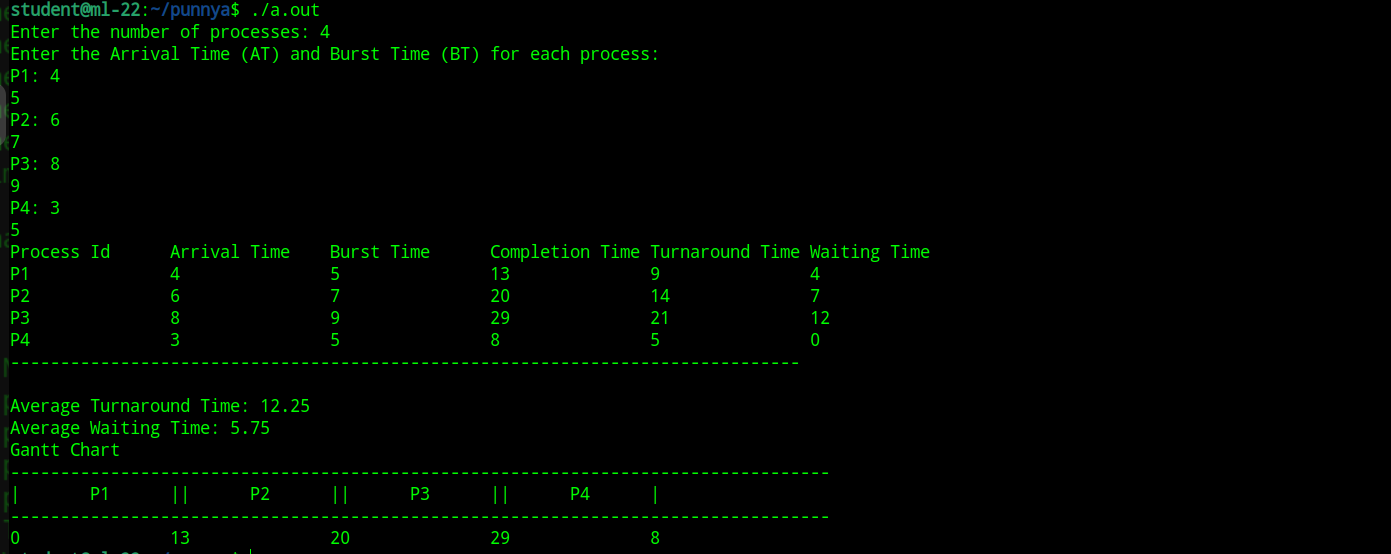 student@ml-22:~/punnya$ ./a.out
Enter the number of processes: 4
Enter the Arrival Time (AT) and Burst Time (BT) for each process:
P1: 4
5
P2: 6
7
P3: 8
9
P4: 3
5
Process Id      Arrival Time    Burst Time      Completion Time Turnaround Time Waiting Time
P1              4               5               13              9               4
P2              6               7               20              14              7
P3              8               9               29              21              12
P4              3               5               8               5               0
-------------------------------------------------------------------------------
Average Turnaround Time: 12.25
Average Waiting Time: 5.75
Gantt Chart
----------------------------------------------------------------------------------
|       P1      ||      P2      ||      P3      ||      P4      |
----------------------------------------------------------------------------------
0               13              20              29              8